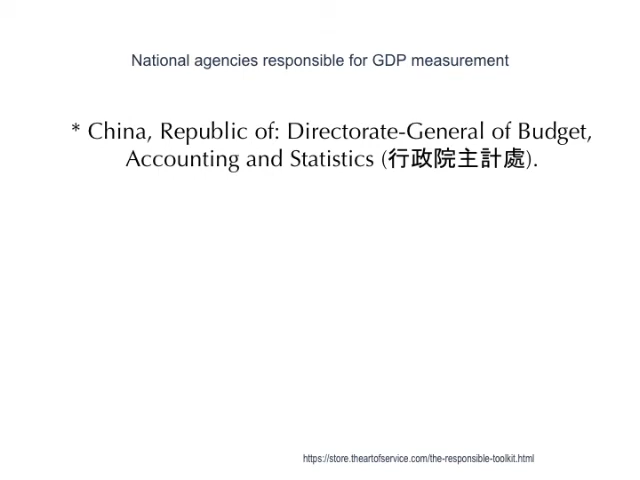 National agencies responsible for GDP measurement
* China, Republic of: Directorate-General of Budget,
Accounting and Statistics (行政院主計處).
https://store.theartofservice.com/the-responsible-toolkit.html